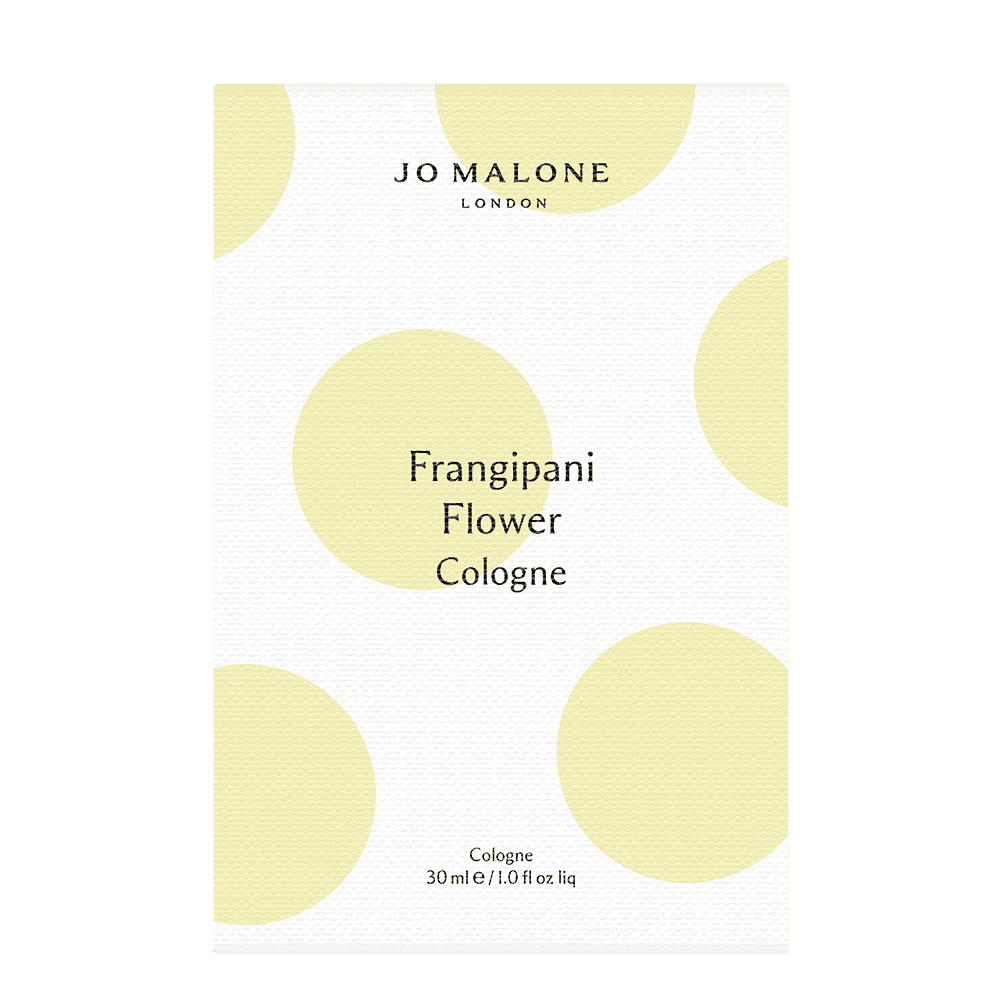 JO MALONE
LONDON
Frangipani
Flower
Cologne
Cologne
30 ml ℮ / 1.0 fl oz liq